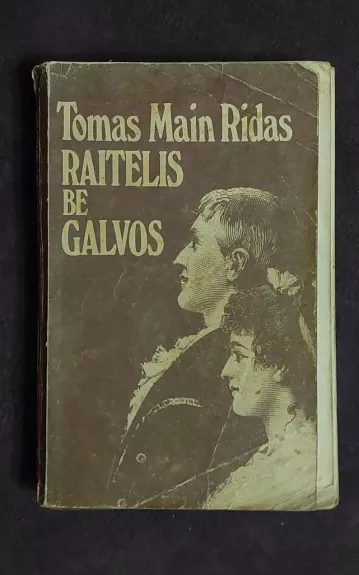 Tomas Main Ridas
RAITELIS
BE
GALVOS